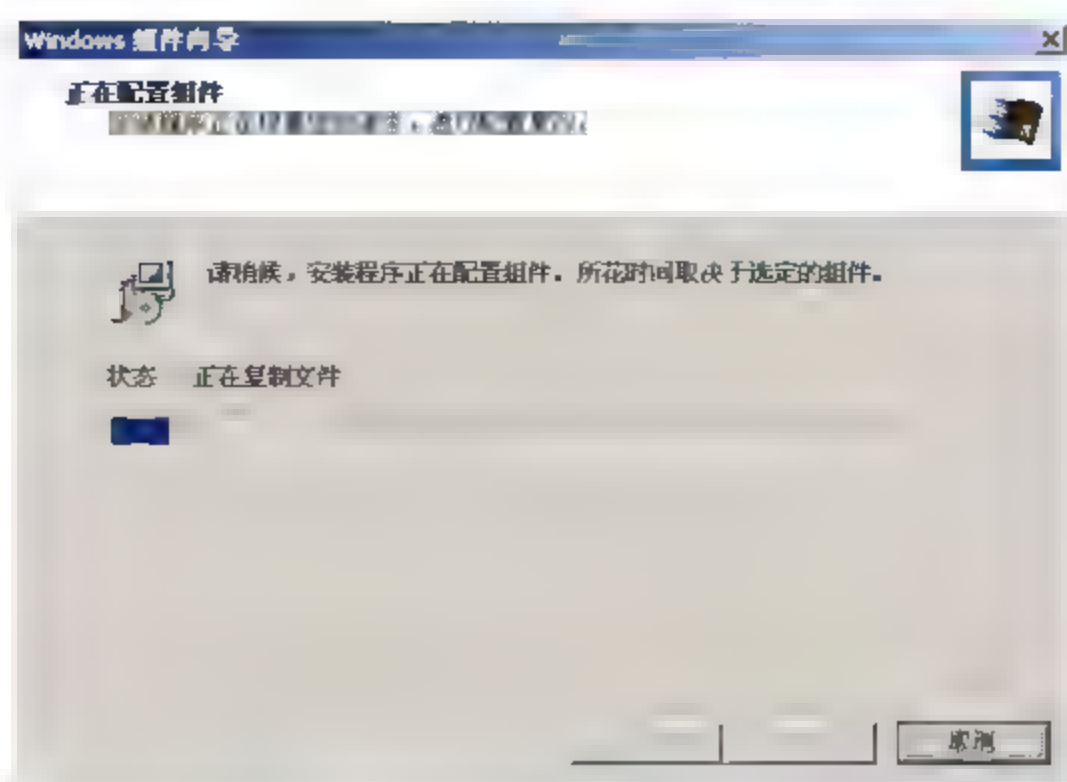 Windows 组件向导
正在配置组件
请稍候，安装程序正在配置组件。所花时间取决于选定的组件。
状态 正在复制文件
取消